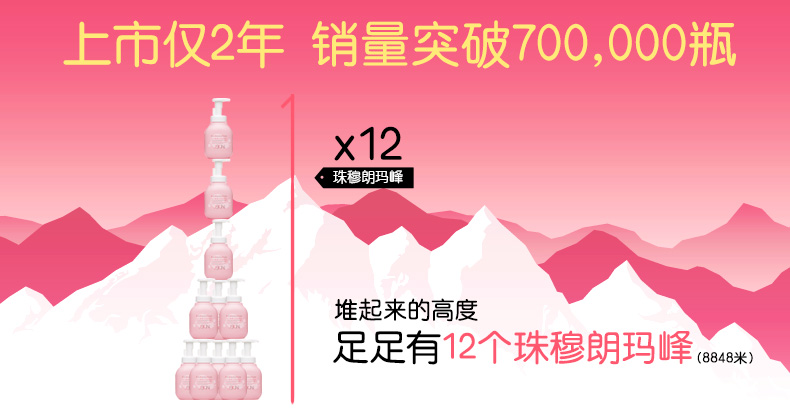 上市仅2年 销量突破700,000瓶
x12
珠穆朗玛峰
堆起来的高度
足足有12个珠穆朗玛峰(8848米)